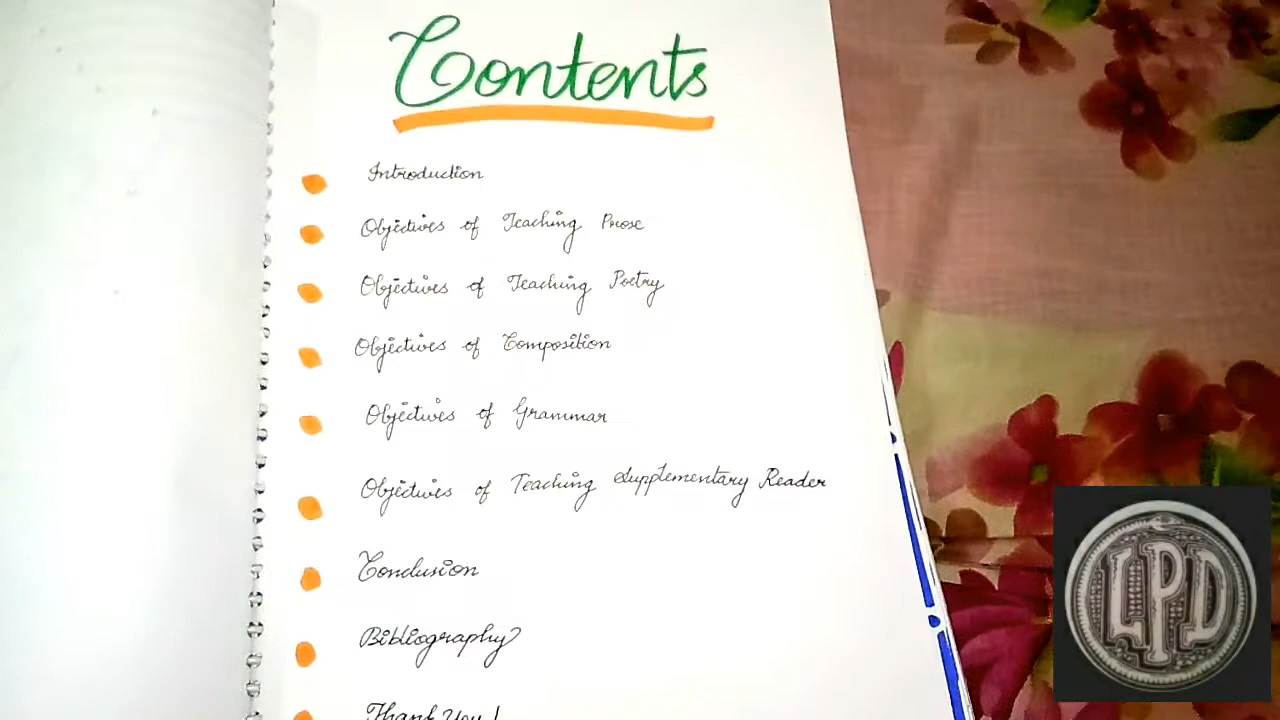 Contents
Introduction
Objectives of Teaching Prose
Objectives of Teaching Poetry
Objectives of Composition
Objectives of Grammar
Objectives of Teaching Supplementary Reader
Conclusion
Bibliography
Thank You!
LPD